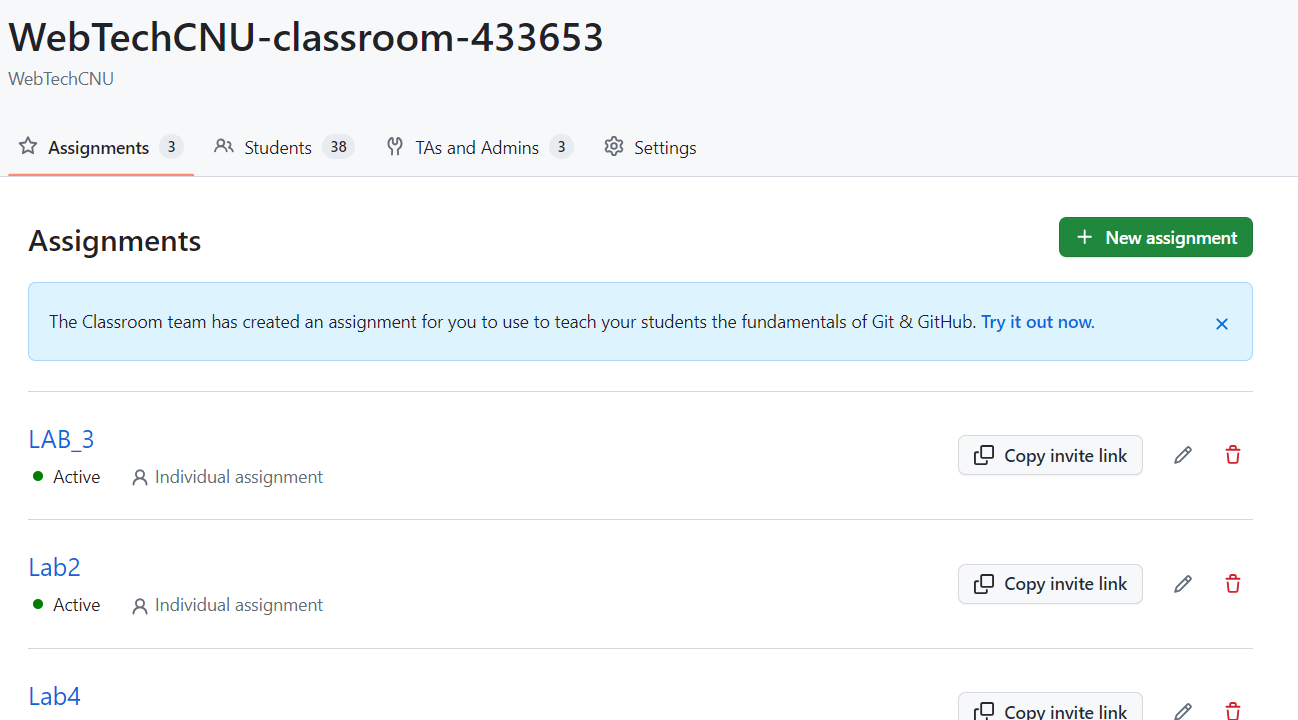 WebTechCNU-classroom-433653
WebTechCNU
Assignments 3 Students 38 TAs and Admins 3 Settings
Assignments
New assignment
The Classroom team has created an assignment for you to use to teach your students the fundamentals of Git & GitHub. Try it out now.
LAB_3
Copy invite link
Active Individual assignment
Lab2
Copy invite link
Active Individual assignment
Lab4
Copy invite link